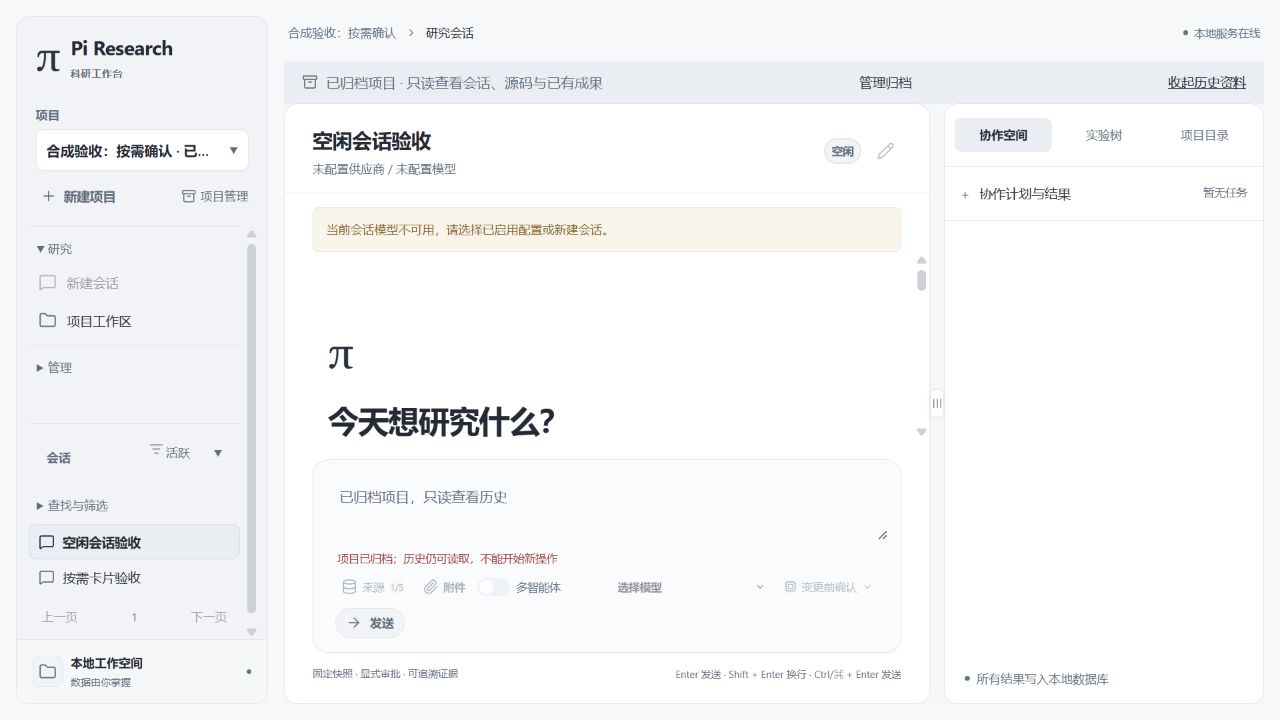 Pi Research
科研工作台
项目
合成验收：按需确认 · 已...
新建项目
项目管理
研究
新建会话
项目工作区
管理
会话
活跃
查找与筛选
空闲会话验收
按需卡片验收
上一页
1
下一页
本地工作空间
数据由你掌握
合成验收：按需确认 > 研究会话
本地服务在线
已归档项目 · 只读查看会话、源码与已有成果
管理归档
收起历史资料
空闲会话验收
未配置供应商 / 未配置模型
空闲
当前会话模型不可用，请选择已启用配置或新建会话。
π
今天想研究什么?
已归档项目，只读查看历史
项目已归档；历史仍可读取，不能开始新操作
来源 1/5
附件
多智能体
选择模型
变更前确认
发送
固定快照 · 显式审批 · 可追溯证据
Enter 发送 · Shift + Enter 换行 · Ctrl/⌘ + Enter 发送
协作空间
实验树
项目目录
+ 协作计划与结果
暂无任务
所有结果写入本地数据库